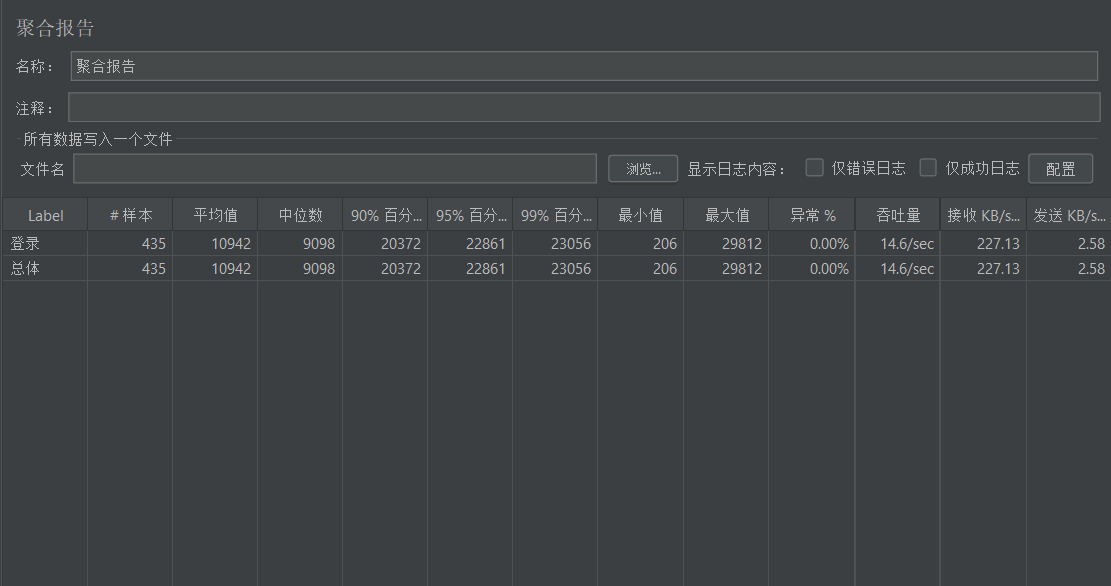 聚合报告
名称： 聚合报告
注释：
所有数据写入一个文件
文件名 浏览... 显示日志内容： 仅错误日志 仅成功日志 配置
Label # 样本 平均值 中位数 90% 百分... 95% 百分... 99% 百分... 最小值 最大值 异常 % 吞吐量 接收 KB/s... 发送 KB/s...
登录 435 10942 9098 20372 22861 23056 206 29812 0.00% 14.6/sec 227.13 2.58
总体 435 10942 9098 20372 22861 23056 206 29812 0.00% 14.6/sec 227.13 2.58